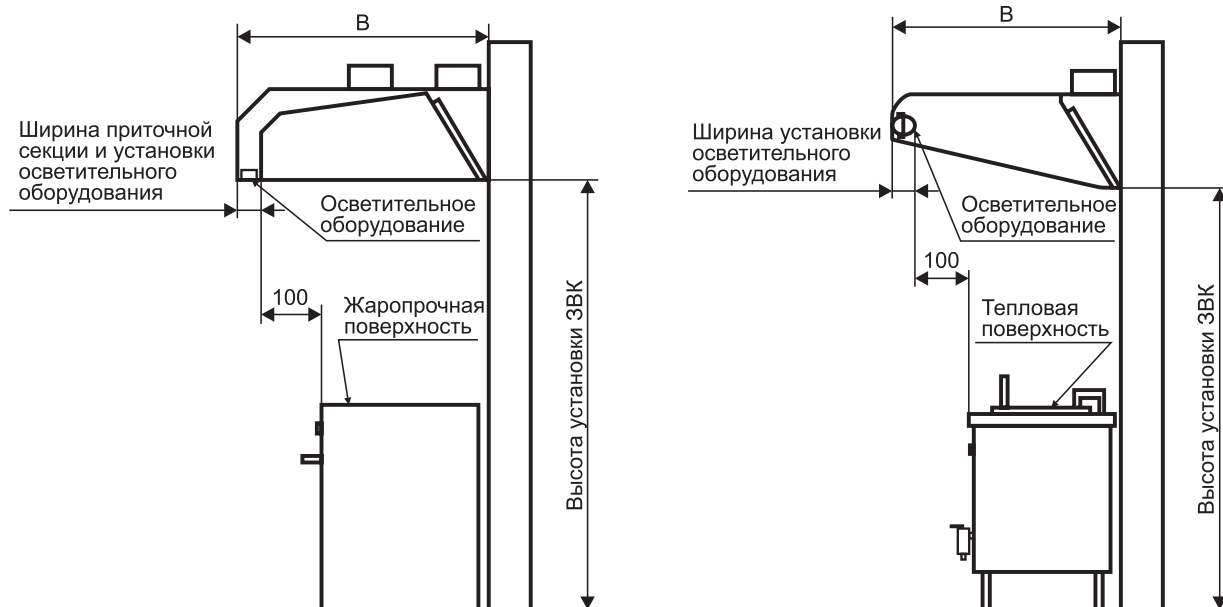 В
Ширина приточной
секции и установки
осветительного
оборудования
Осветительное
оборудование
100
Жаропрочная
поверхность
Высота установки ЗВК
В
Ширина установки
осветительного
оборудования
Осветительное
оборудование
100
Тепловая
поверхность
Высота установки ЗВК